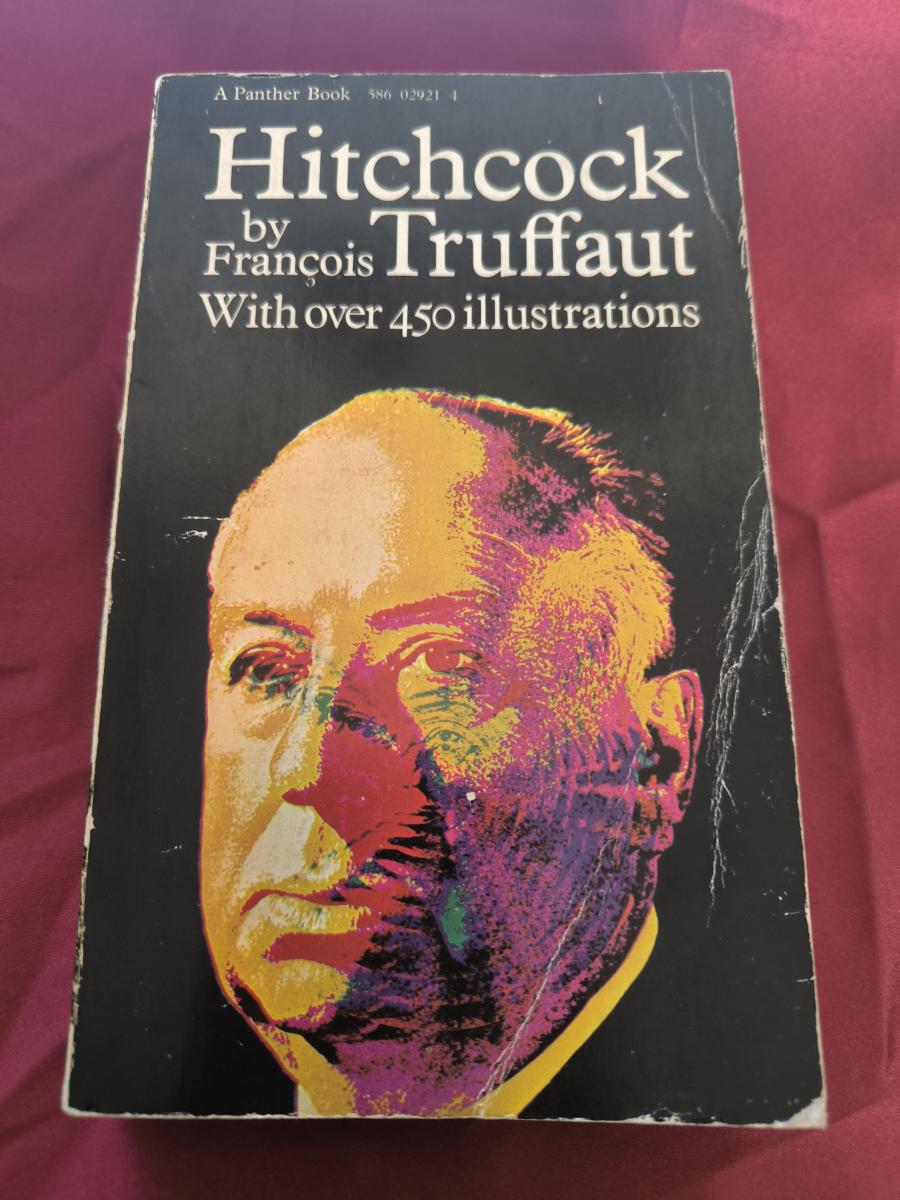 A Panther Book 586 02921 4
Hitchcock
by
François Truffaut
With over 450 illustrations